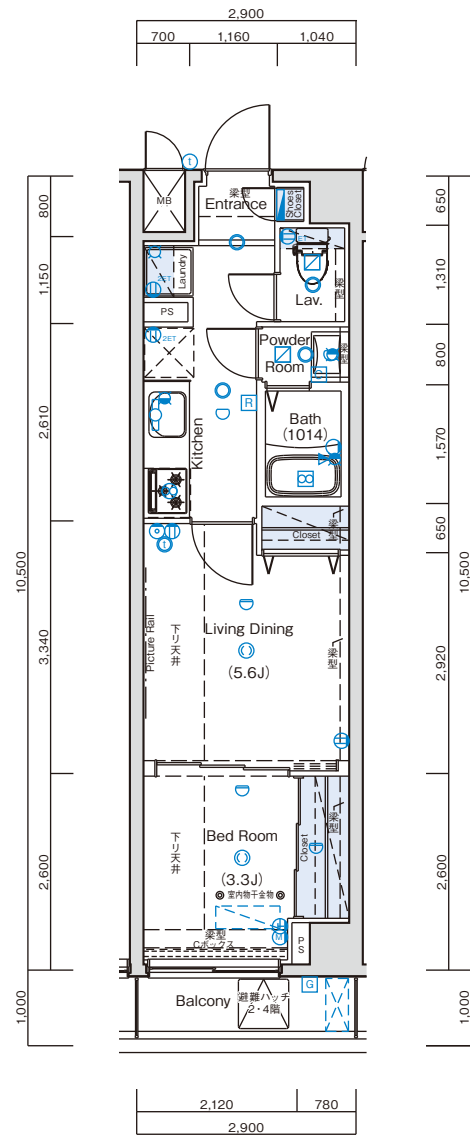 2,900
700 1,160 1,040
MB
t
梁型
Entrance
Shoes Closet
800
1,150
2,610
3,340
2,600
10,500
1,000
650
1,310
800
1,570
650
2,920
2,600
10,500
1,000
2ET
Laundry
2ET
梁型
Lav.
PS
2ET
Powder
Room
梁型
R
Kitchen
Bath
(1014)
梁型
Closet
t
Picture Rail
下り天井
Living Dining
(5.6J)
梁型
下り天井
Bed Room
(3.3J)
Closet
梁型
室内物干金物
M
梁型
Cボックス
PS
Balcony
避難ハッチ
2・4階
G
2,120 780
2,900